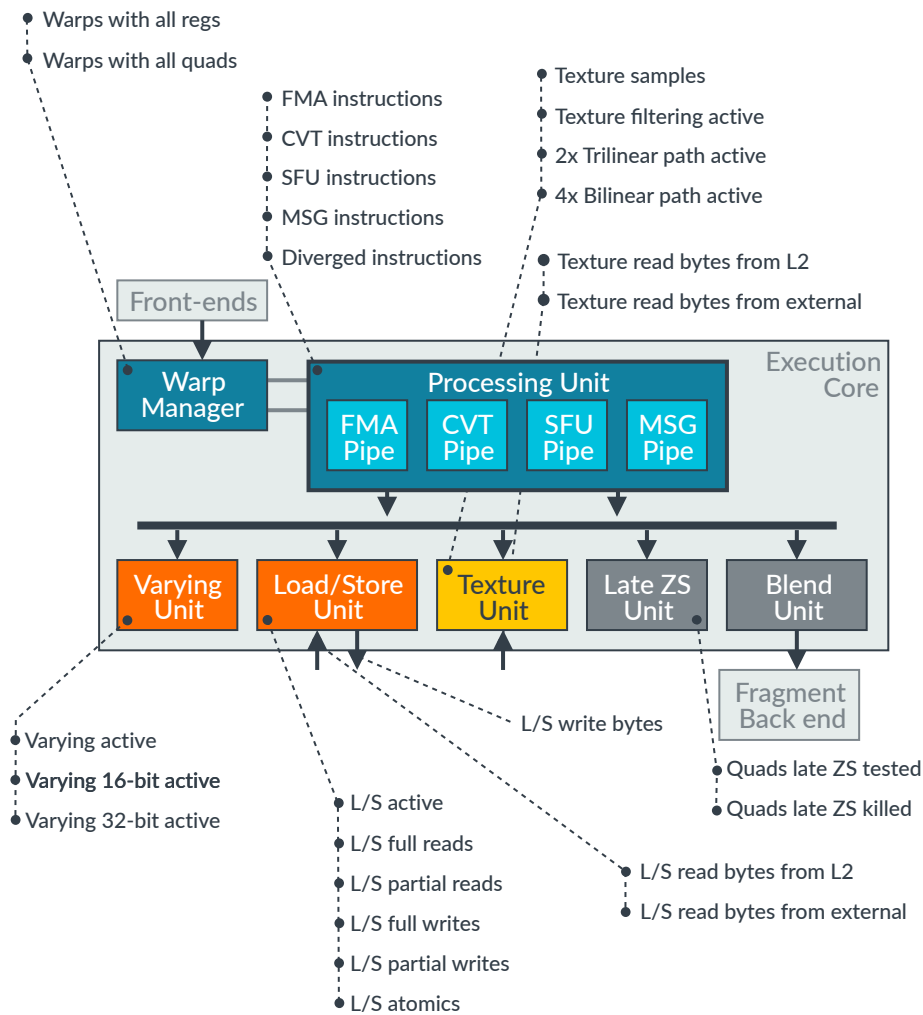 Warps with all regs
Warps with all quads
FMA instructions
CVT instructions
SFU instructions
MSG instructions
Diverged instructions
Texture samples
Texture filtering active
2x Trilinear path active
4x Bilinear path active
Texture read bytes from L2
Texture read bytes from external
Front-ends
Execution
Core
Warp
Manager
Processing Unit
FMA
Pipe
CVT
Pipe
SFU
Pipe
MSG
Pipe
Varying
Unit
Load/Store
Unit
Texture
Unit
Late ZS
Unit
Blend
Unit
Fragment
Back end
Varying active
Varying 16-bit active
Varying 32-bit active
L/S write bytes
Quads late ZS tested
Quads late ZS killed
L/S active
L/S full reads
L/S partial reads
L/S full writes
L/S partial writes
L/S atomics
L/S read bytes from L2
L/S read bytes from external